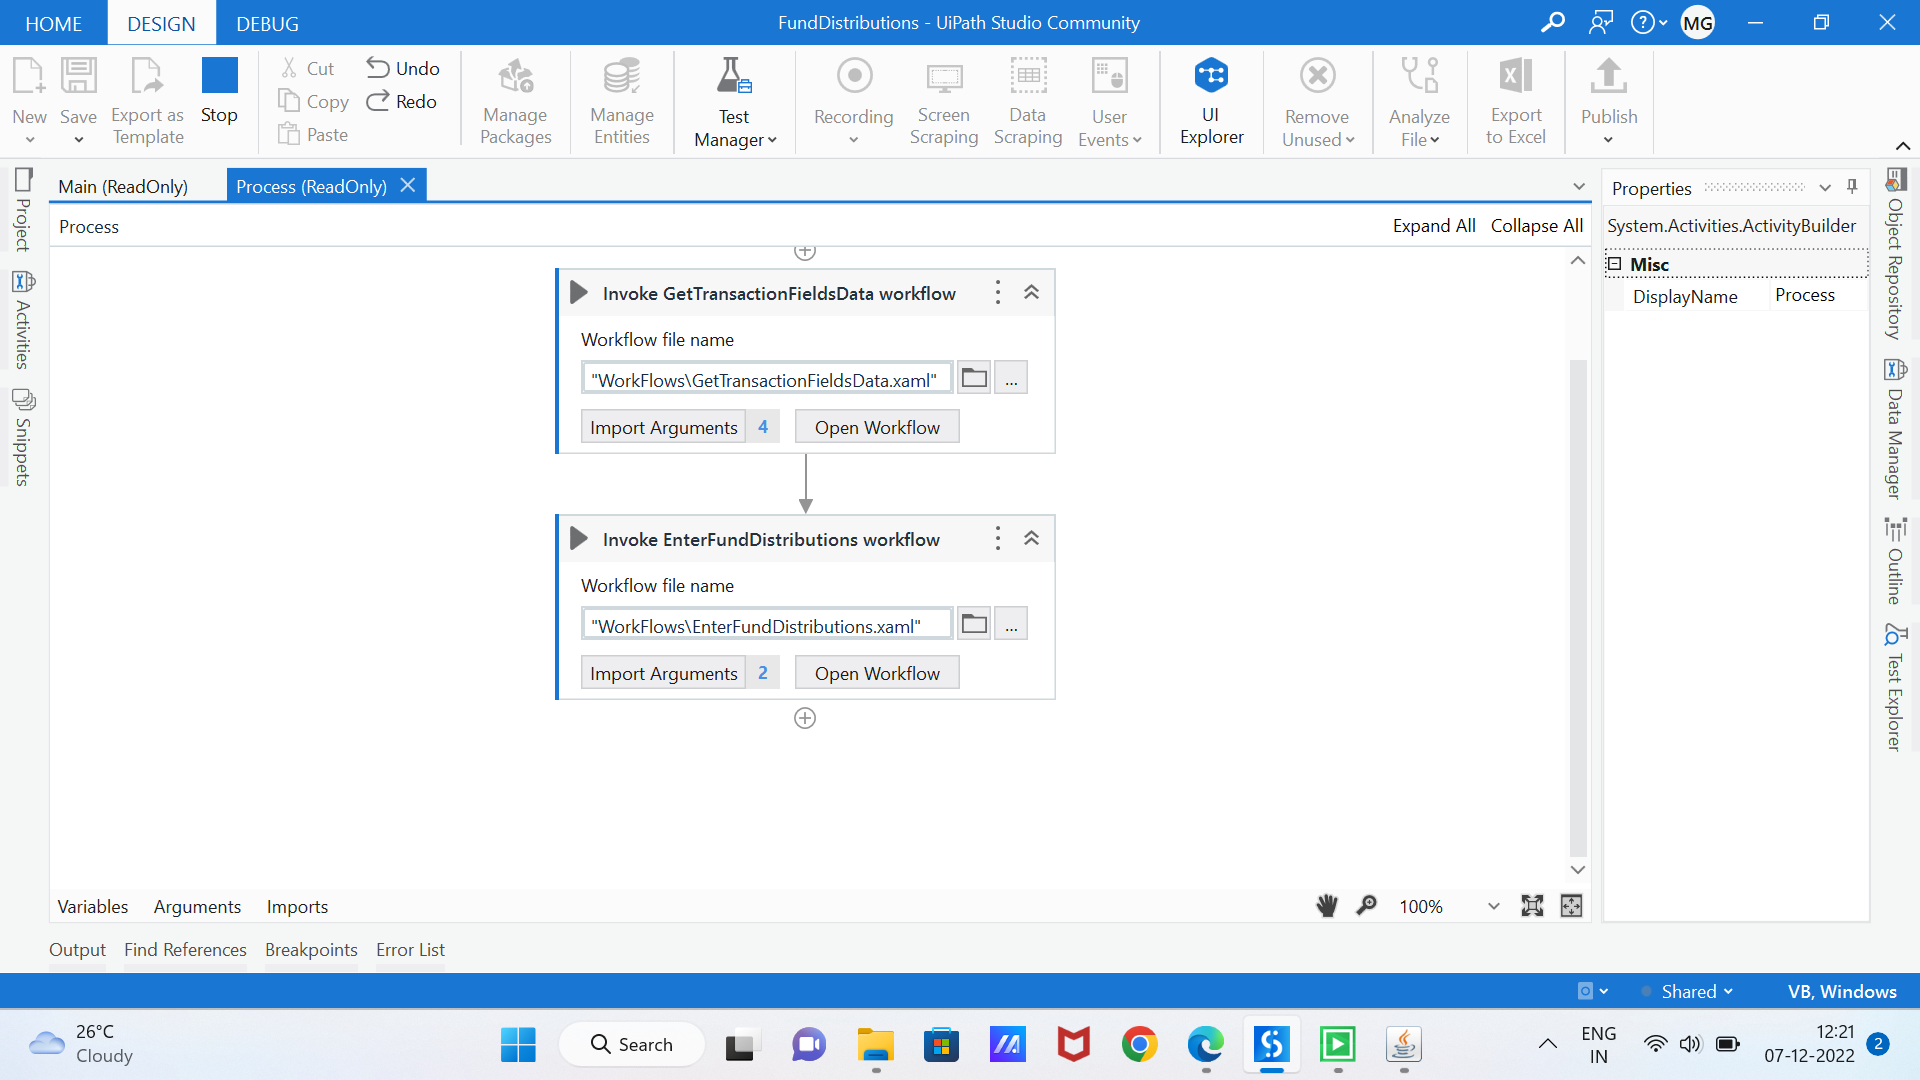 HOME DESIGN DEBUG FundDistributions - UiPath Studio Community MG
New Save Export as Template Stop Cut Copy Paste Undo Redo Manage Packages Manage Entities Test Manager Recording Screen Scraping Data Scraping User Events UI Explorer Remove Unused Analyze File Export to Excel Publish
Main (ReadOnly) Process (ReadOnly)
Process Expand All Collapse All
Project
Activities
Snippets
Invoke GetTransactionFieldsData workflow
Workflow file name
"WorkFlows\GetTransactionFieldsData.xaml" ...
Import Arguments 4 Open Workflow
Invoke EnterFundDistributions workflow
Workflow file name
"WorkFlows\EnterFundDistributions.xaml" ...
Import Arguments 2 Open Workflow
Properties
System.Activities.ActivityBuilder
Misc
DisplayName Process
Object Repository
Data Manager
Outline
Test Explorer
Variables Arguments Imports 100%
Output Find References Breakpoints Error List
Shared VB, Windows
26°C
Cloudy
Search
ENG
IN
12:21
07-12-2022
2